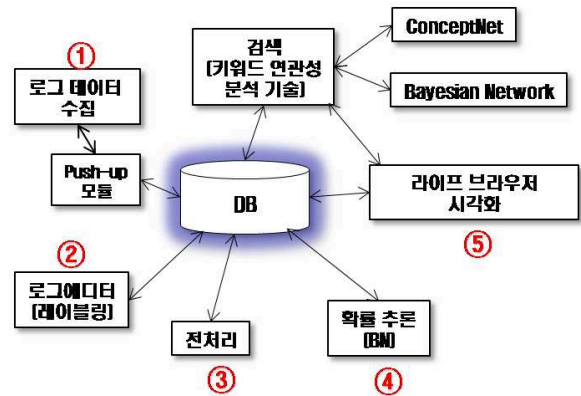 ①
로그 데이터
수집
Push-up
모듈
검색
(키워드 연관성
분석 기술)
ConceptNet
Bayesian Network
DB
라이프 브라우저
시각화
⑤
②
로그에디터
(레이블링)
전처리
③
확률 추론
(BN)
④